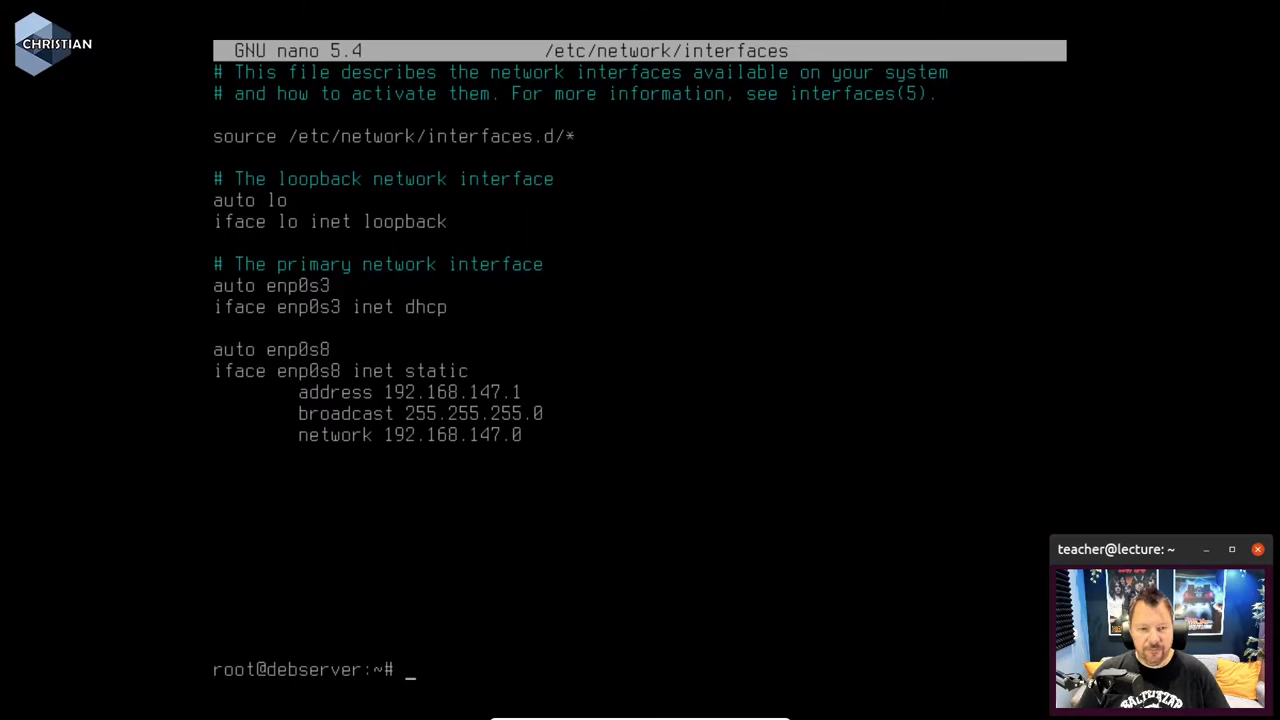 CHRISTIAN
GNU nano 5.4 /etc/network/interfaces
# This file describes the network interfaces available on your system
# and how to activate them. For more information, see interfaces(5).
source /etc/network/interfaces.d/*
# The loopback network interface
auto lo
iface lo inet loopback
# The primary network interface
auto enp0s3
iface enp0s3 inet dhcp
auto enp0s8
iface enp0s8 inet static
address 192.168.147.1
broadcast 255.255.255.0
network 192.168.147.0
teacher@lecture: ~
root@debserver:~# _